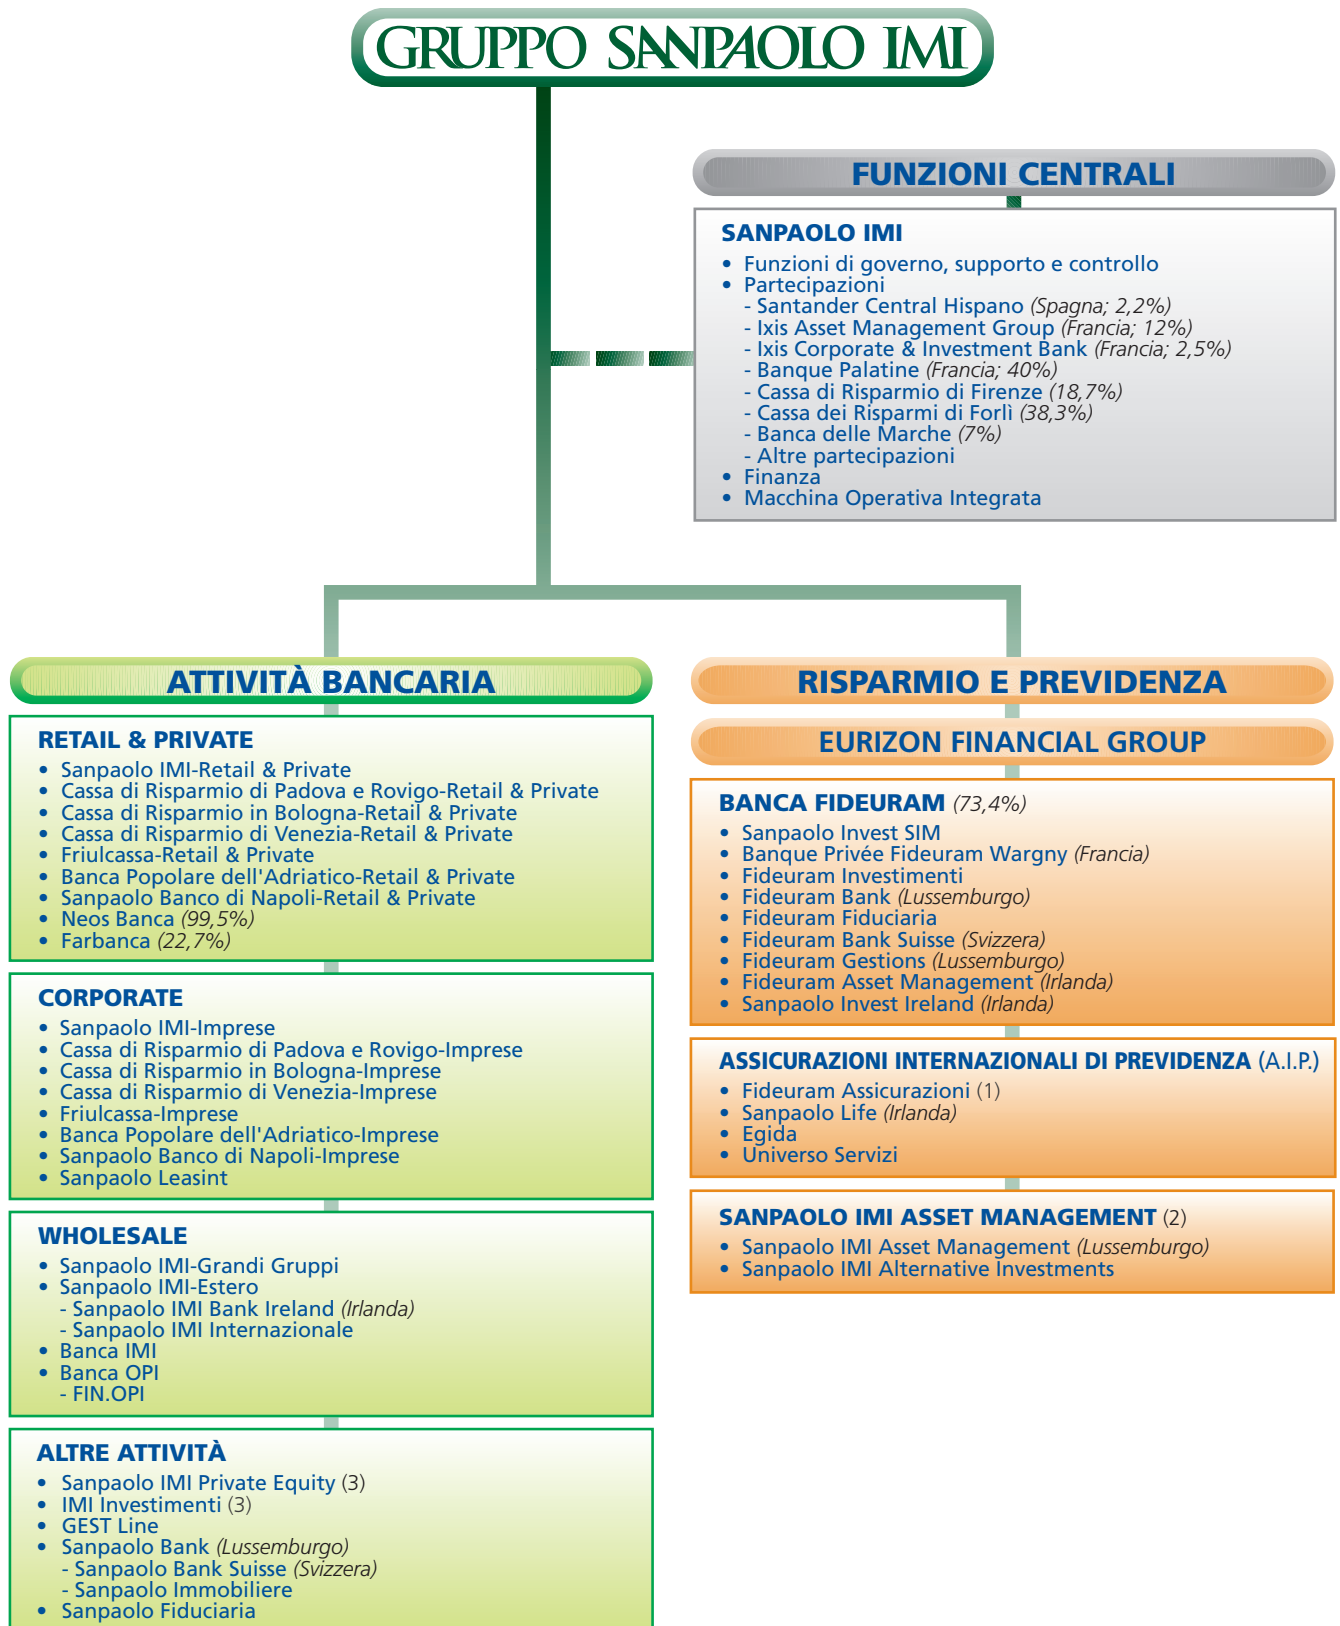 GRUPPO SANPAOLO IMI
FUNZIONI CENTRALI
SANPAOLO IMI
• Funzioni di governo, supporto e controllo
• Partecipazioni
- Santander Central Hispano (Spagna; 2,2%)
- Ixis Asset Management Group (Francia; 12%)
- Ixis Corporate & Investment Bank (Francia; 2,5%)
- Banque Palatine (Francia; 40%)
- Cassa di Risparmio di Firenze (18,7%)
- Cassa dei Risparmi di Forlì (38,3%)
- Banca delle Marche (7%)
- Altre partecipazioni
• Finanza
• Macchina Operativa Integrata
ATTIVITÀ BANCARIA
RETAIL & PRIVATE
• Sanpaolo IMI-Retail & Private
• Cassa di Risparmio di Padova e Rovigo-Retail & Private
• Cassa di Risparmio in Bologna-Retail & Private
• Cassa di Risparmio di Venezia-Retail & Private
• Friulcassa-Retail & Private
• Banca Popolare dell'Adriatico-Retail & Private
• Sanpaolo Banco di Napoli-Retail & Private
• Neos Banca (99,5%)
• Farbanca (22,7%)
CORPORATE
• Sanpaolo IMI-Imprese
• Cassa di Risparmio di Padova e Rovigo-Imprese
• Cassa di Risparmio in Bologna-Imprese
• Cassa di Risparmio di Venezia-Imprese
• Friulcassa-Imprese
• Banca Popolare dell'Adriatico-Imprese
• Sanpaolo Banco di Napoli-Imprese
• Sanpaolo Leasint
WHOLESALE
• Sanpaolo IMI-Grandi Gruppi
• Sanpaolo IMI-Estero
- Sanpaolo IMI Bank Ireland (Irlanda)
- Sanpaolo IMI Internazionale
• Banca IMI
• Banca OPI
- FIN.OPI
ALTRE ATTIVITÀ
• Sanpaolo IMI Private Equity (3)
• IMI Investimenti (3)
• GEST Line
• Sanpaolo Bank (Lussemburgo)
- Sanpaolo Bank Suisse (Svizzera)
- Sanpaolo Immobiliere
• Sanpaolo Fiduciaria
RISPARMIO E PREVIDENZA
EURIZON FINANCIAL GROUP
BANCA FIDEURAM (73,4%)
• Sanpaolo Invest SIM
• Banque Privée Fideuram Wargny (Francia)
• Fideuram Investimenti
• Fideuram Bank (Lussemburgo)
• Fideuram Fiduciaria
• Fideuram Bank Suisse (Svizzera)
• Fideuram Gestions (Lussemburgo)
• Fideuram Asset Management (Irlanda)
• Sanpaolo Invest Ireland (Irlanda)
ASSICURAZIONI INTERNAZIONALI DI PREVIDENZA (A.I.P.)
• Fideuram Assicurazioni (1)
• Sanpaolo Life (Irlanda)
• Egida
• Universo Servizi
SANPAOLO IMI ASSET MANAGEMENT (2)
• Sanpaolo IMI Asset Management (Lussemburgo)
• Sanpaolo IMI Alternative Investments